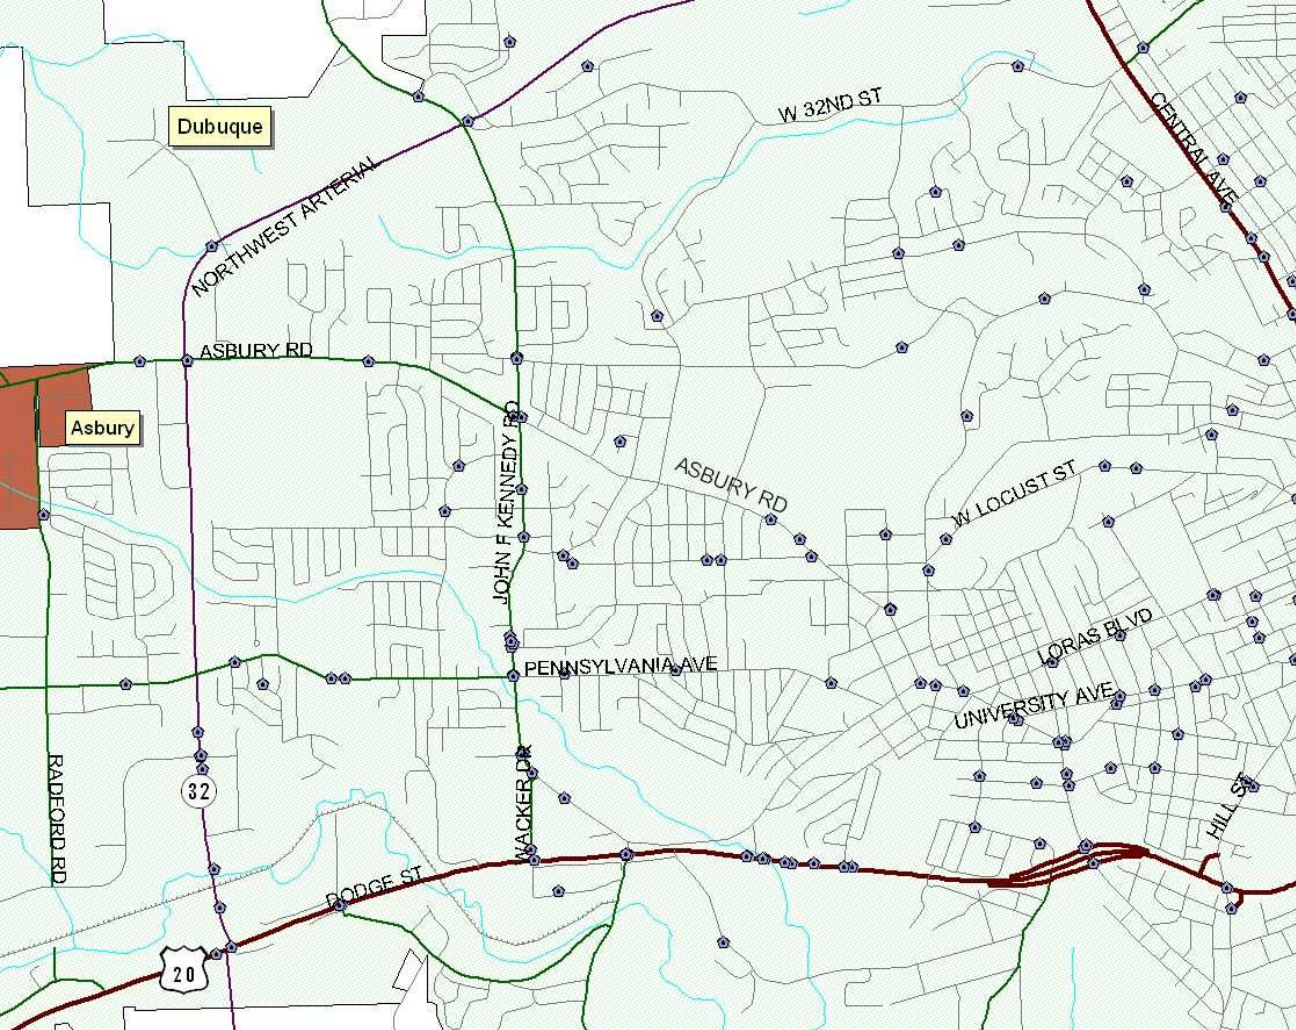 W 32ND ST
CENTRAL AVE
Dubuque
NORTHWEST ARTERIAL
ASBURY RD
Asbury
JOHN F KENNEDY RD
ASBURY RD
W LOCUST ST
LORAS BLVD
PENNSYLVANIA AVE
UNIVERSITY AVE
RADFORD RD
32
WACKER DR
HILL ST
DODGE ST
20